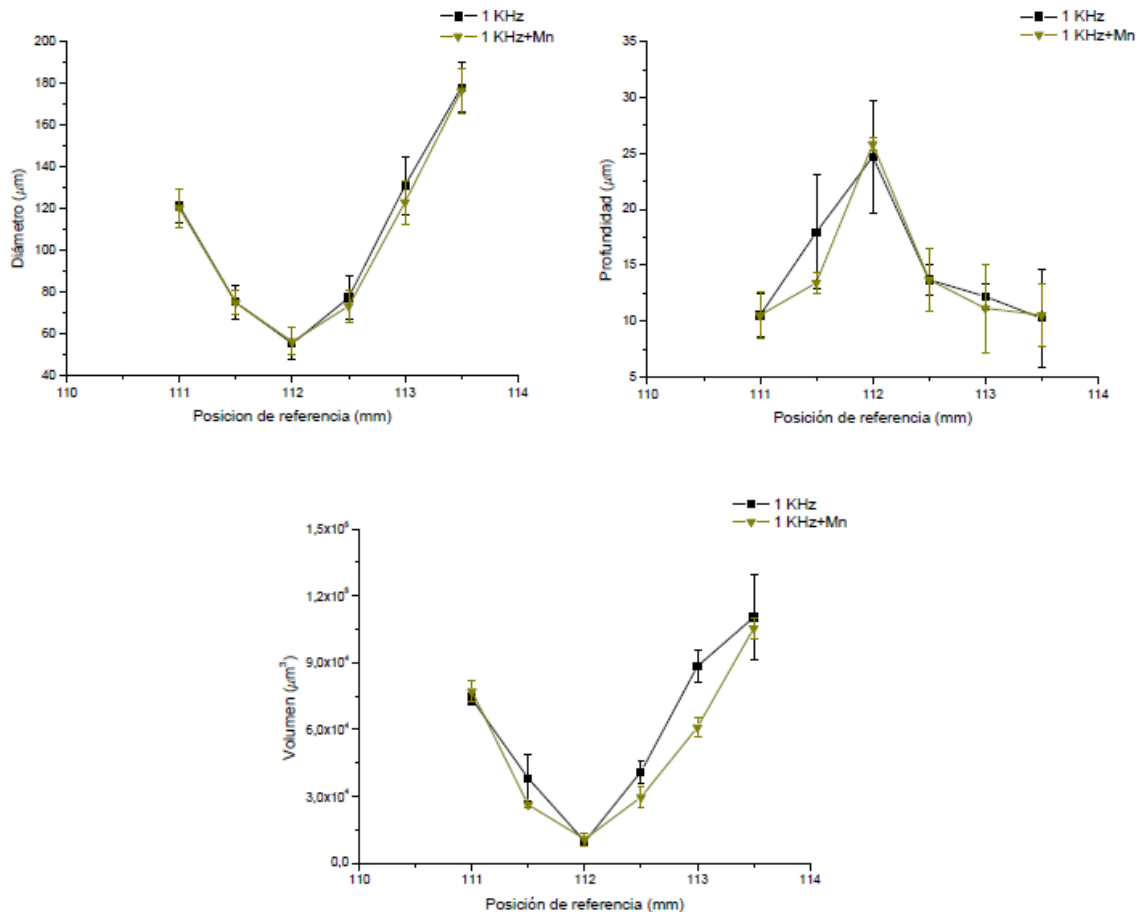 1 KHz
1 KHz+Mn
200
180
160
140
120
100
80
60
40
110
111
112
113
114
Diámetro (μm)
Posicion de referencia (mm)
1 KHz
1 KHz+Mn
35
30
25
20
15
10
5
110
111
112
113
114
Profundidad (μm)
Posición de referencia (mm)
1 KHz
1 KHz+Mn
1,5x10⁵
1,2x10⁵
9,0x10⁴
6,0x10⁴
3,0x10⁴
0,0
110
111
112
113
114
Volumen (μm³)
Posición de referencia (mm)